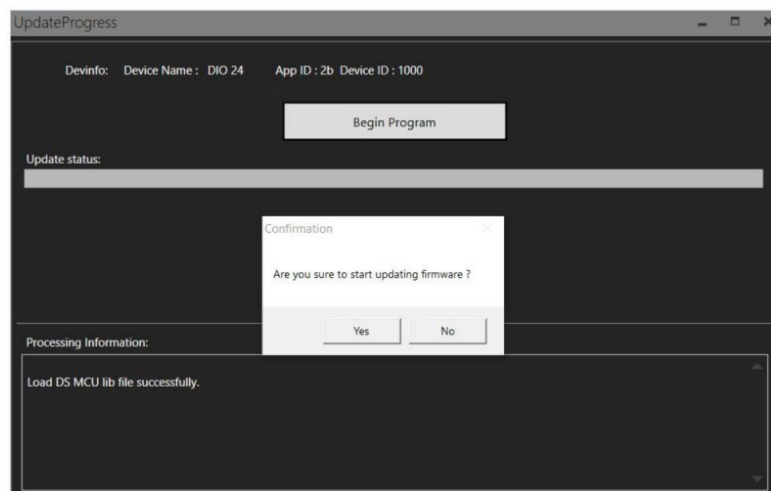 UpdateProgress
Devinfo: Device Name : DIO 24 App ID : 2b Device ID : 1000
Begin Program
Update status:
Confirmation
Are you sure to start updating firmware ?
Yes No
Processing Information:
Load DS MCU lib file successfully.